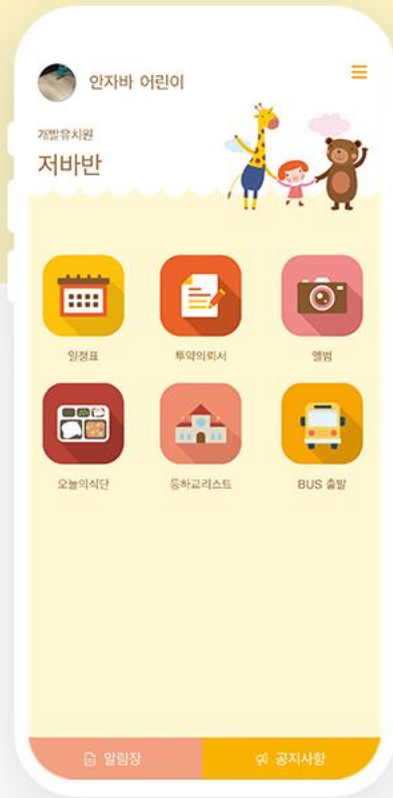 안자바 어린이
개발유치원
저바반
일정표
투약의뢰서
앨범
오늘의식단
등하교리스트
BUS 출발
알림장
공지사항